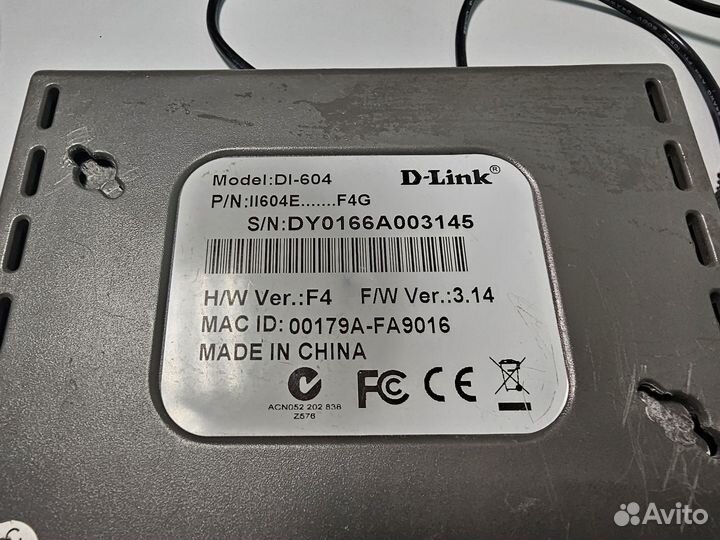 Model:DI-604 D-Link®
P/N:II604E.......F4G
S/N:DY0166A003145
H/W Ver.:F4 F/W Ver.:3.14
MAC ID: 00179A-FA9016
MADE IN CHINA
FC CE
ACN052 202 838
Z576
Avito